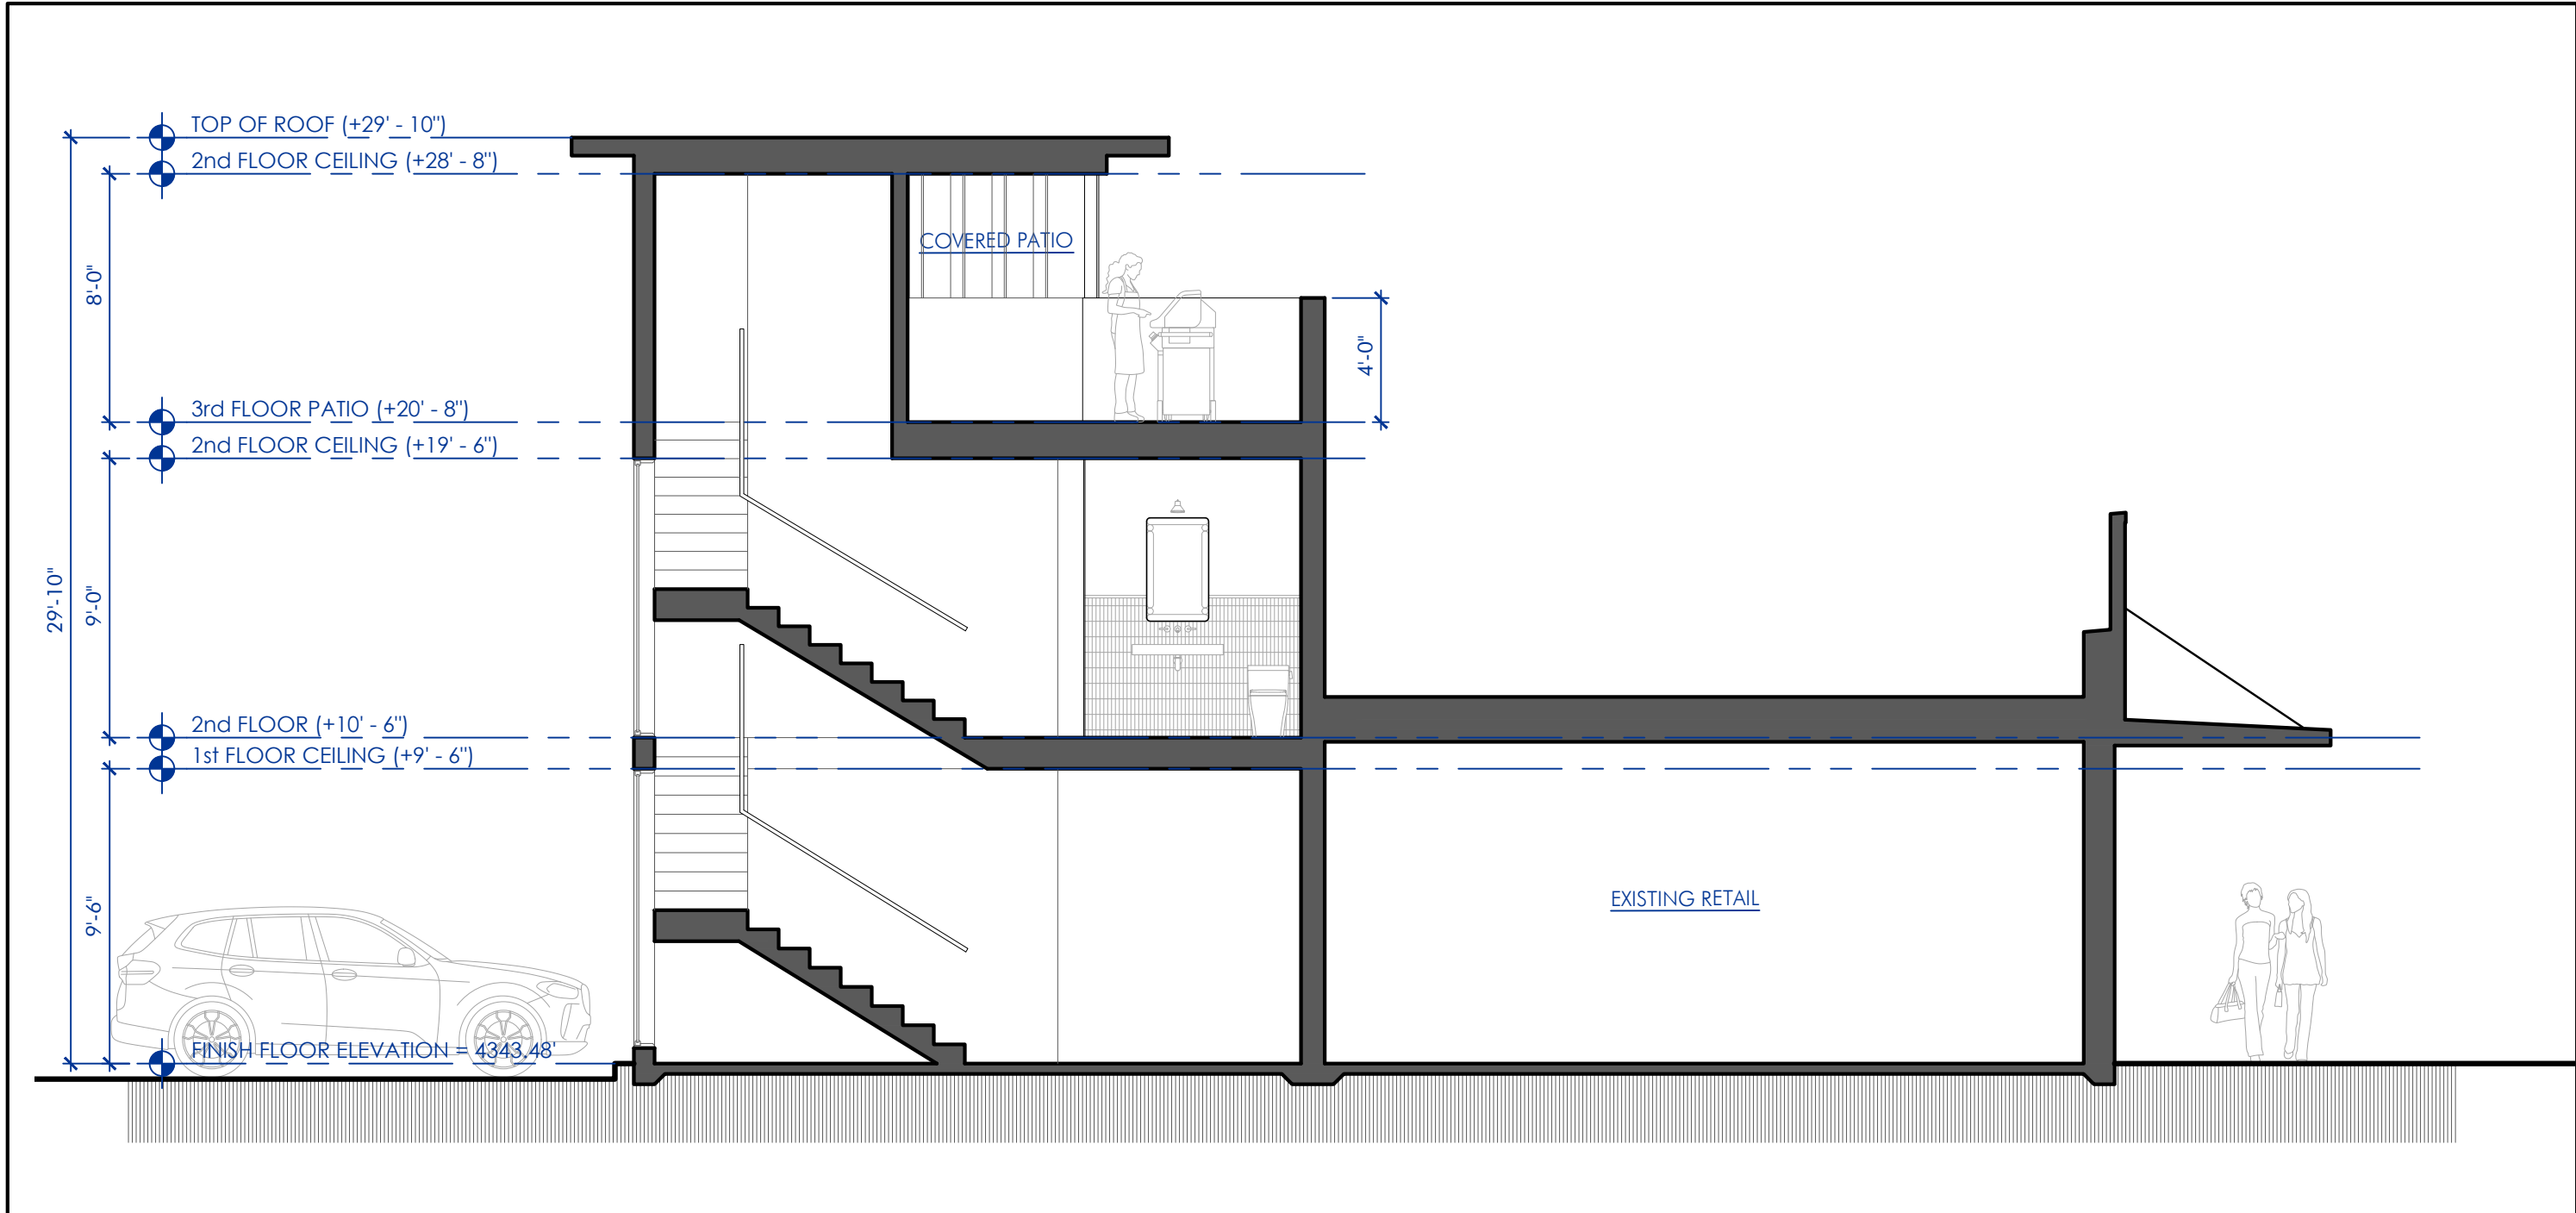 TOP OF ROOF (+29' - 10")
2nd FLOOR CEILING (+28' - 8")
COVERED PATIO
8'-0"
4'-0"
3rd FLOOR PATIO (+20' - 8")
2nd FLOOR CEILING (+19' - 6")
29'-10"
9'-0"
2nd FLOOR (+10' - 6")
1st FLOOR CEILING (+9' - 6")
EXISTING RETAIL
9'-6"
FINISH FLOOR ELEVATION = 4343.48'